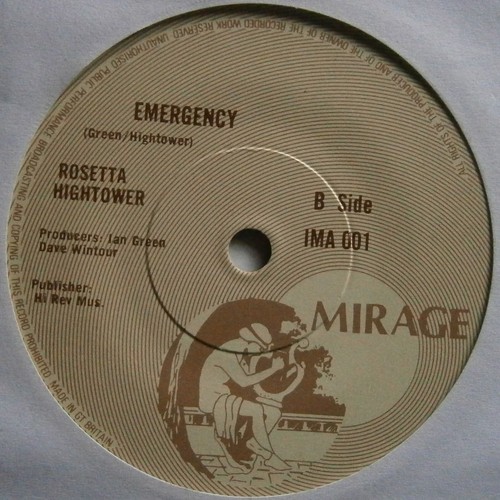 ALL RIGHTS OF THE PRODUCER AND OF THE OWNER OF THE RECORDED WORK RESERVED UNAUTHORISED PUBLIC PERFORMANCE BROADCASTING AND COPYING OF THIS RECORD PROHIBITED. MADE IN GT. BRITAIN.
EMERGENCY
(Green/Hightower)
ROSETTA
HIGHTOWER
B Side
IMA 001
Producers: Ian Green
Dave Wintour
Publisher:
Hi Rev Mus.
MIRAGE